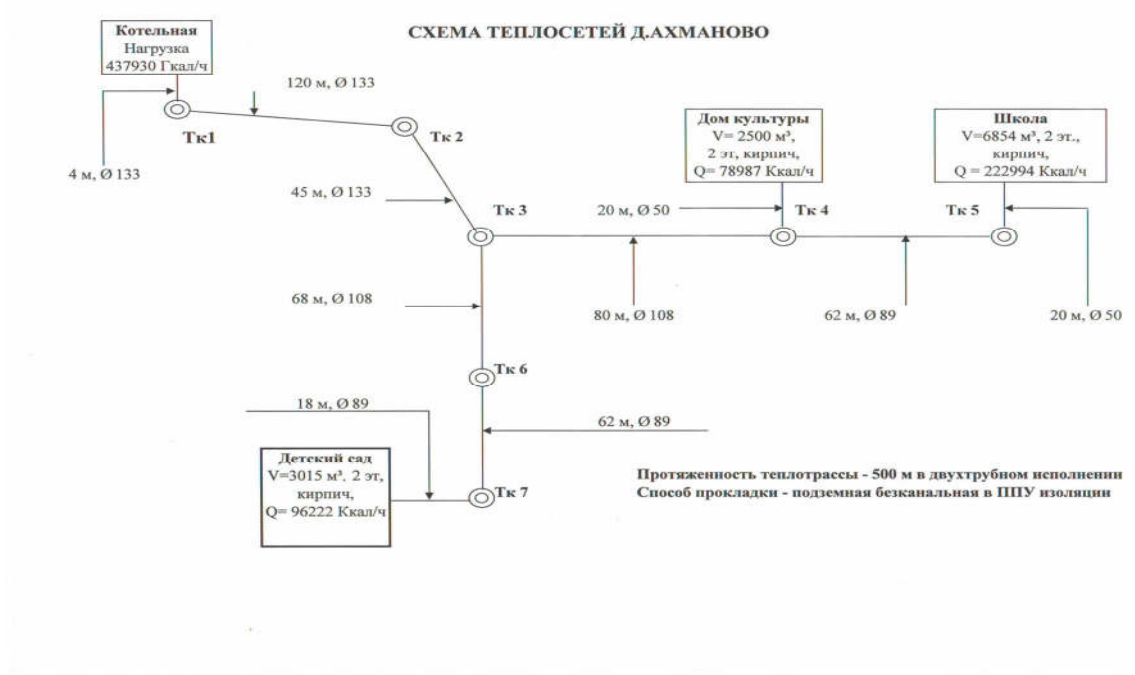 СХЕМА ТЕПЛОСЕТЕЙ Д.АХМАНОВО
Котельная
Нагрузка
437930 Гкал/ч
120 м, Ø 133
Тк1
Тк 2
4 м, Ø 133
45 м, Ø 133
Дом культуры
V= 2500 м³,
2 эт, кирпич,
Q= 78987 Ккал/ч
Школа
V=6854 м³, 2 эт.,
кирпич,
Q = 222994 Ккал/ч
Тк 3
20 м, Ø 50
Тк 4
Тк 5
68 м, Ø 108
80 м, Ø 108
62 м, Ø 89
20 м, Ø 50
Тк 6
18 м, Ø 89
62 м, Ø 89
Детский сад
V=3015 м³. 2 эт,
кирпич,
Q= 96222 Ккал/ч
Тк 7
Протяженность теплотрассы - 500 м в двухтрубном исполнении
Способ прокладки - подземная безканальная в ППУ изоляции